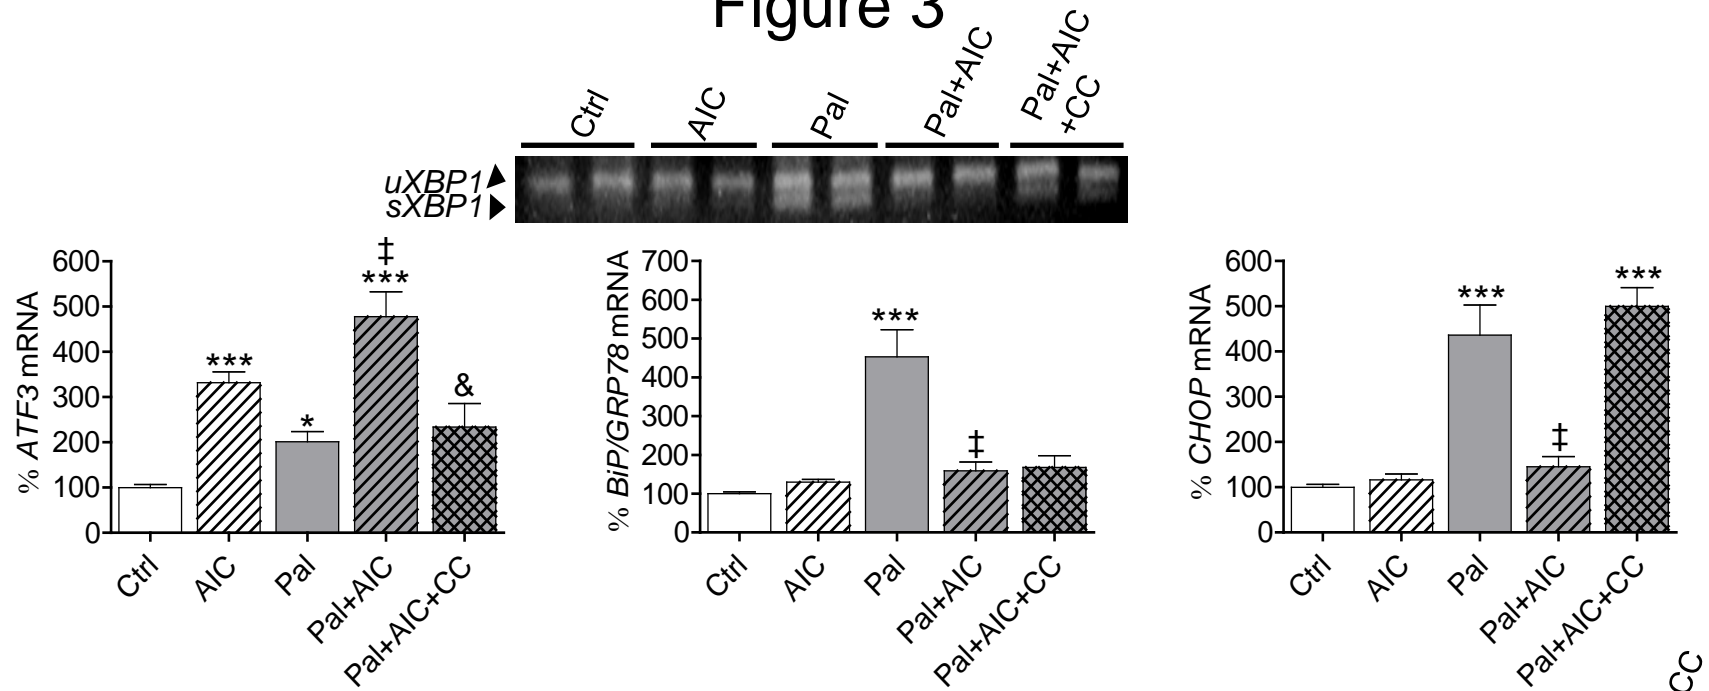 Figure 3
Ctrl
AIC
Pal
Pal+AIC
Pal+AIC
+CC
uXBP1
sXBP1
% ATF3 mRNA
600
500
400
300
200
100
0
***
*
‡
***
&
Ctrl
AIC
Pal
Pal+AIC
Pal+AIC+CC
% BiP/GRP78 mRNA
700
600
500
400
300
200
100
0
***
‡
Ctrl
AIC
Pal
Pal+AIC
Pal+AIC+CC
% CHOP mRNA
600
500
400
300
200
100
0
***
‡
***
Ctrl
AIC
Pal
Pal+AIC
Pal+AIC+CC
CC